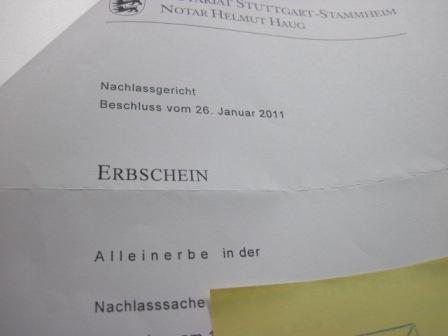 NOTARIAT STUTTGART-STAMMHEIM
NOTAR HELMUT HAUG
Nachlassgericht
Beschluss vom 26. Januar 2011
ERBSCHEIN
Alleinerbe in der
Nachlasssache